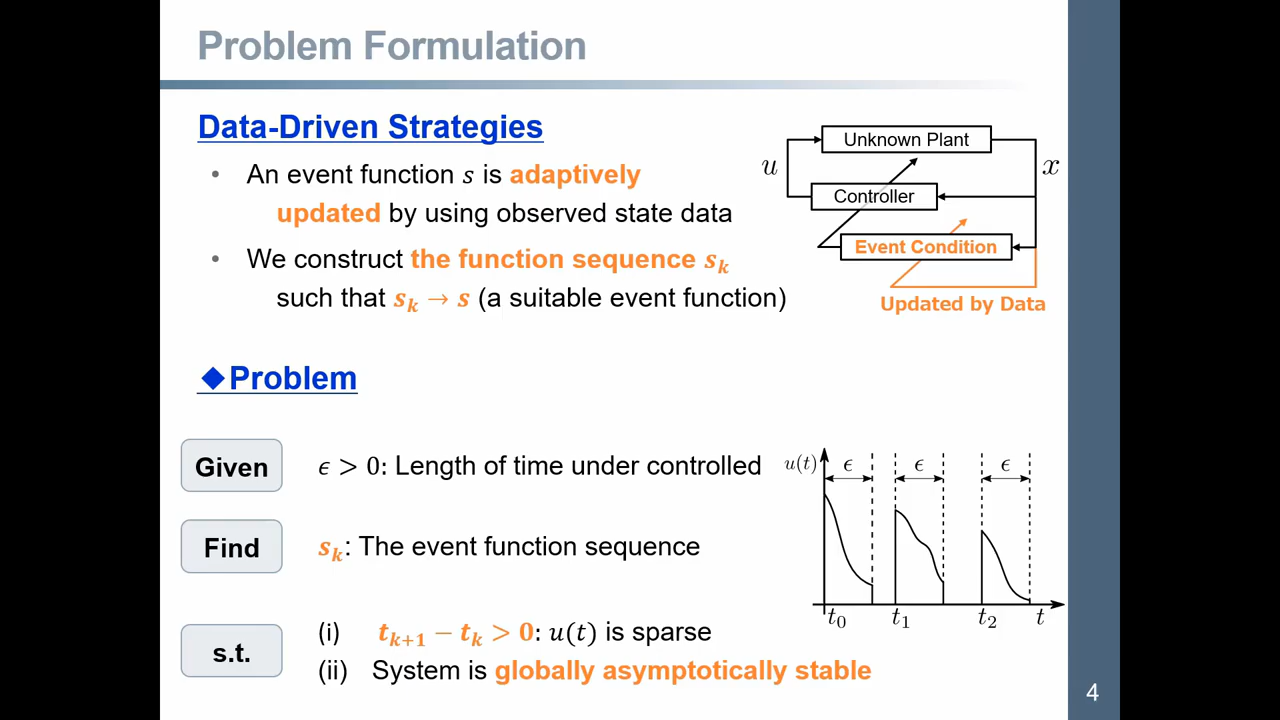 Problem Formulation
Data-Driven Strategies
• An event function 𝑠 is adaptively
updated by using observed state data
• We construct the function sequence 𝒔ₖ
such that 𝒔ₖ → 𝒔 (a suitable event function)
Unknown Plant
u
x
Controller
Event Condition
Updated by Data
◆Problem
Given
ϵ > 0: Length of time under controlled
Find
𝒔ₖ: The event function sequence
s.t.
(i) tₖ₊₁ − tₖ > 0: u(t) is sparse
(ii) System is globally asymptotically stable
u(t)
ϵ ϵ ϵ
t₀ t₁ t₂ t
4